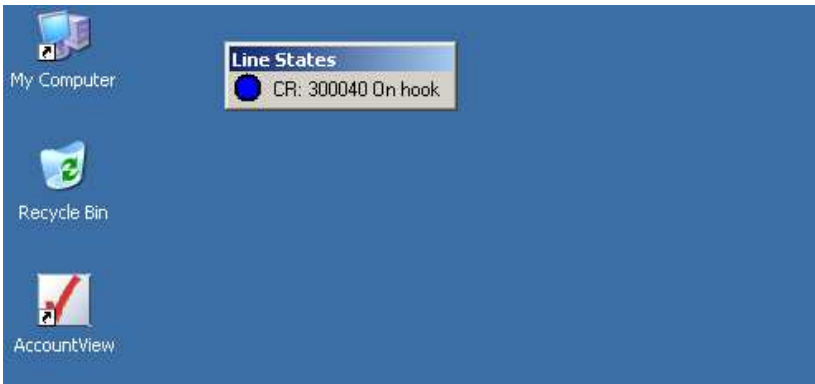 My Computer
Line States
CR: 300040 On hook
Recycle Bin
AccountView